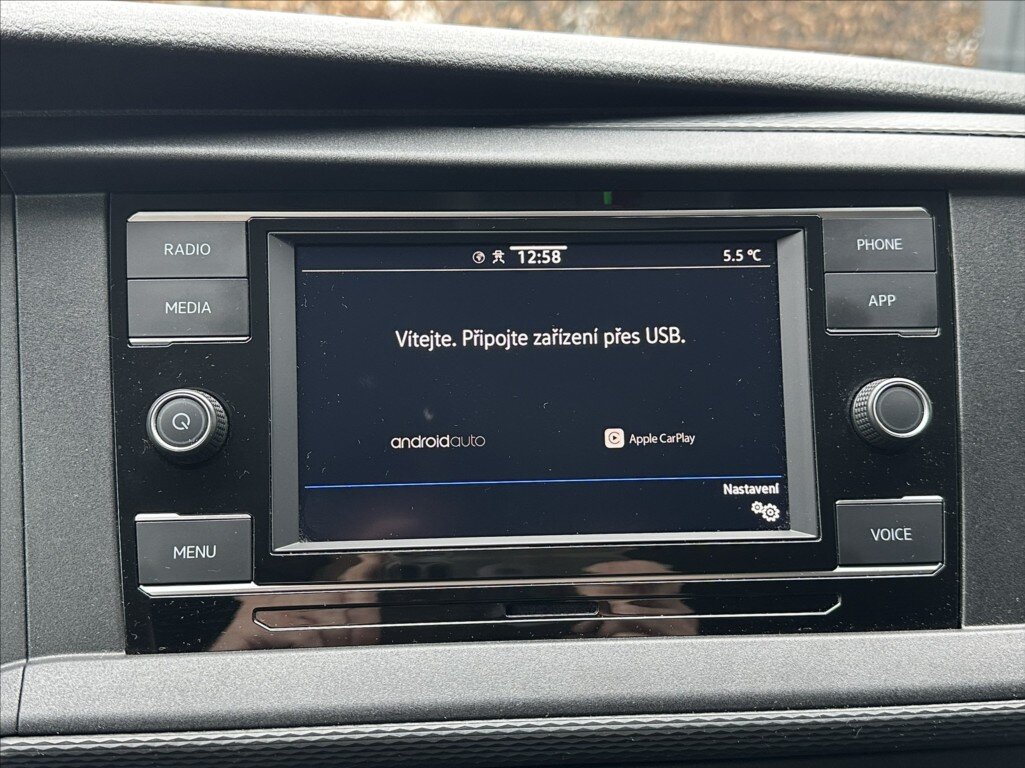 RADIO
MEDIA
MENU
12:58
5.5 °C
Vítejte. Připojte zařízení přes USB.
androidauto
Apple CarPlay
Nastavení
PHONE
APP
VOICE